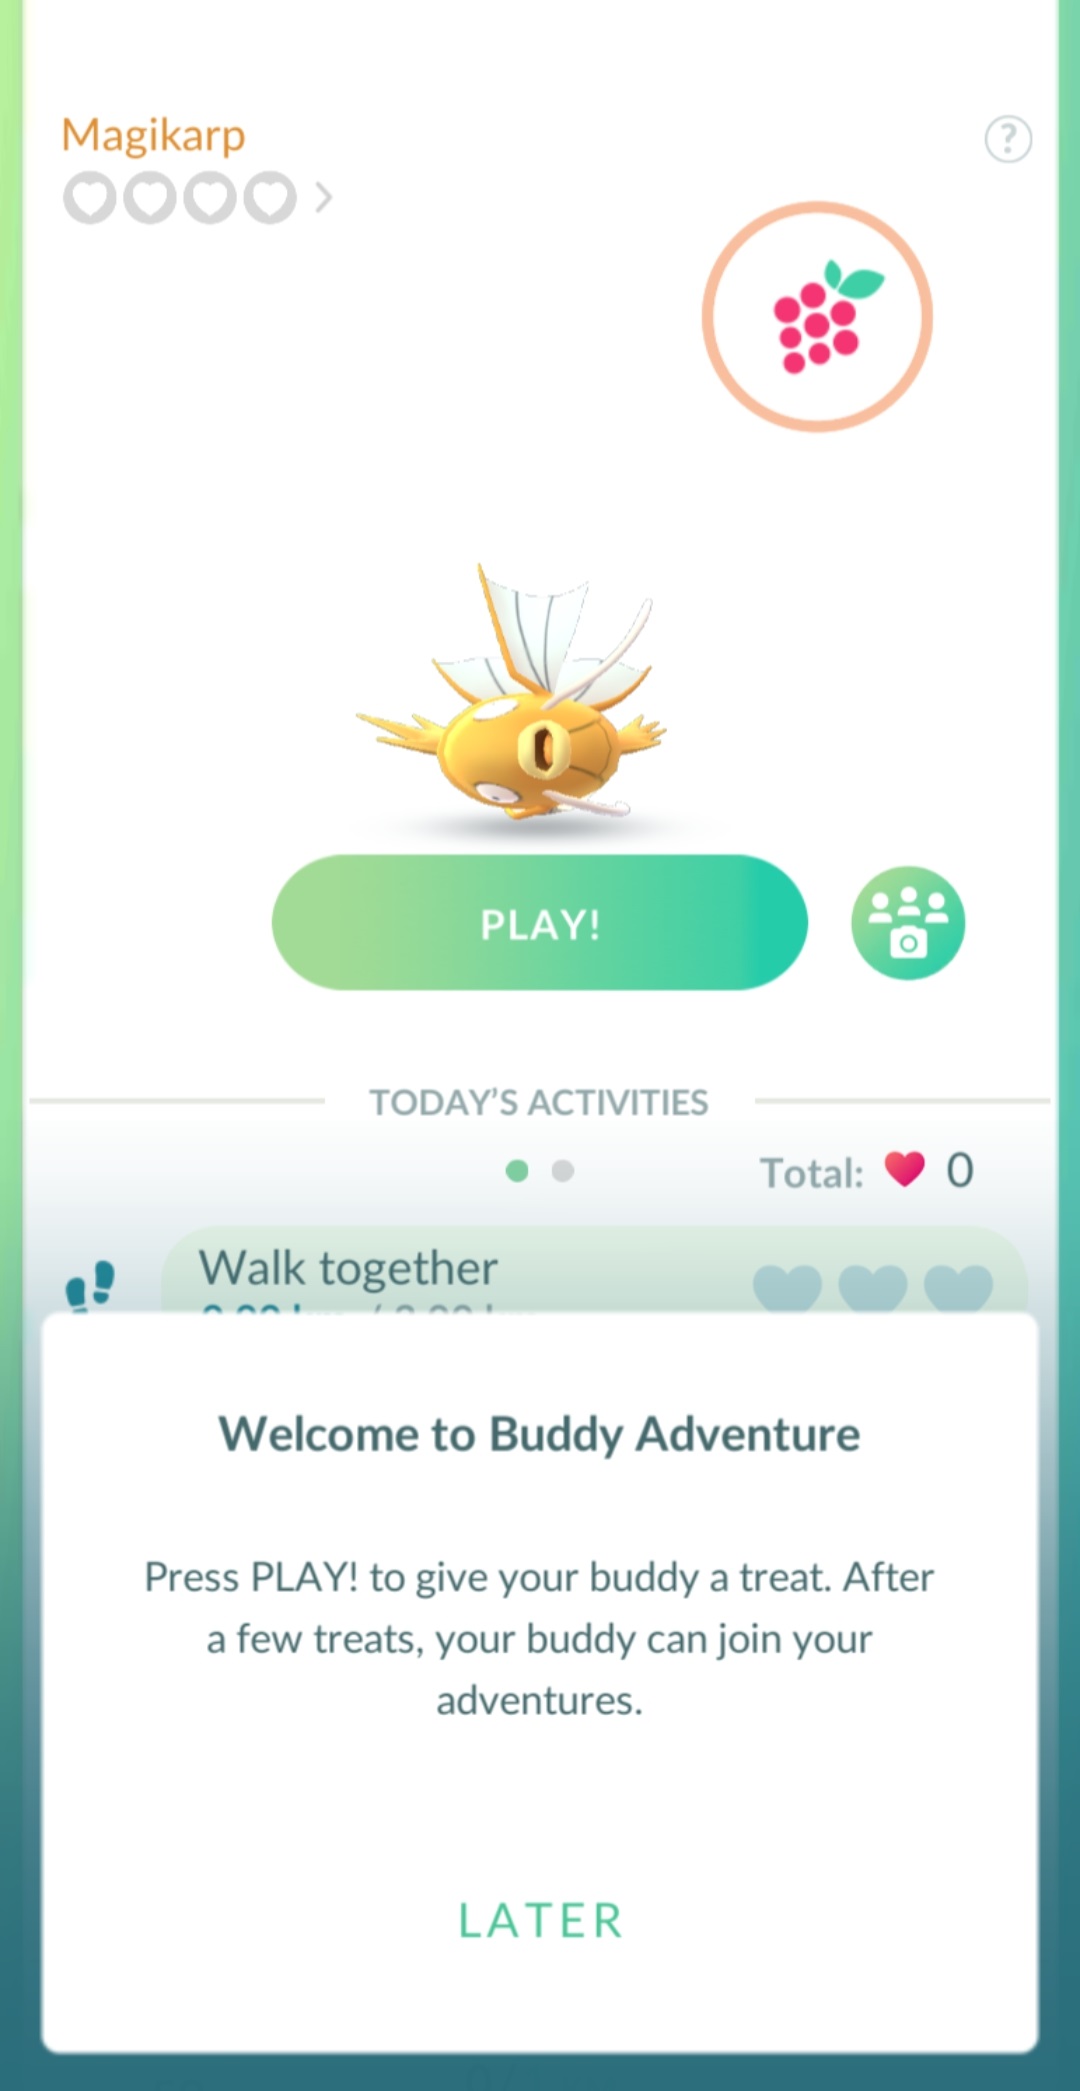 Magikarp
?
PLAY!
TODAY'S ACTIVITIES
Total: 0
Walk together
Welcome to Buddy Adventure
Press PLAY! to give your buddy a treat. After
a few treats, your buddy can join your
adventures.
LATER